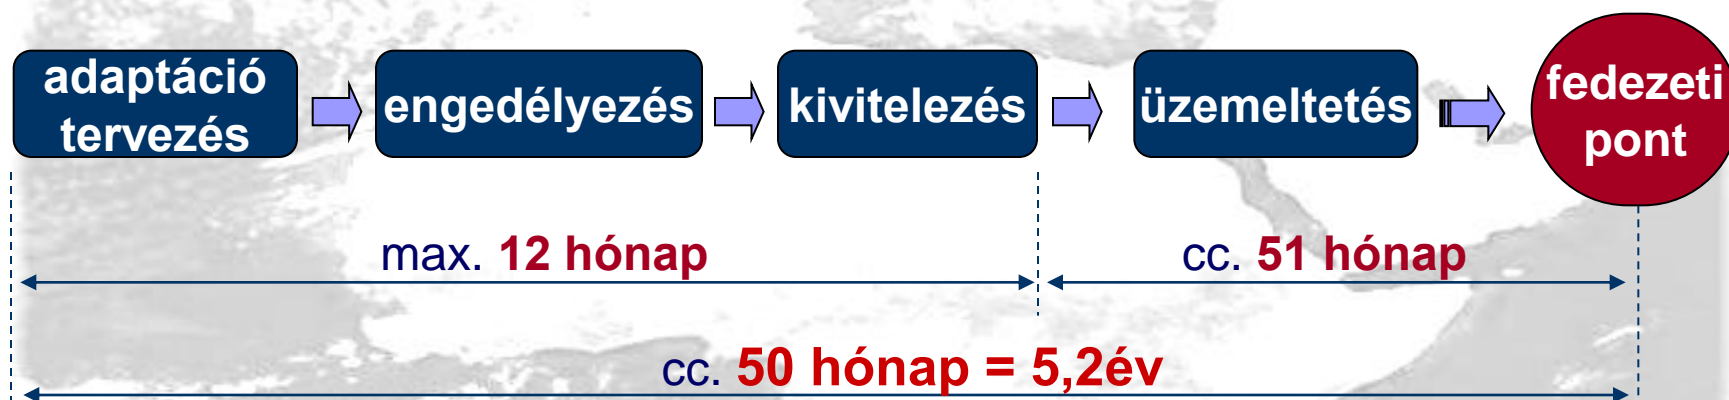 adaptáció
tervezés
engedélyezés
kivitelezés
üzemeltetés
fedezeti
pont
max. 12 hónap
cc. 51 hónap
cc. 50 hónap = 5,2év